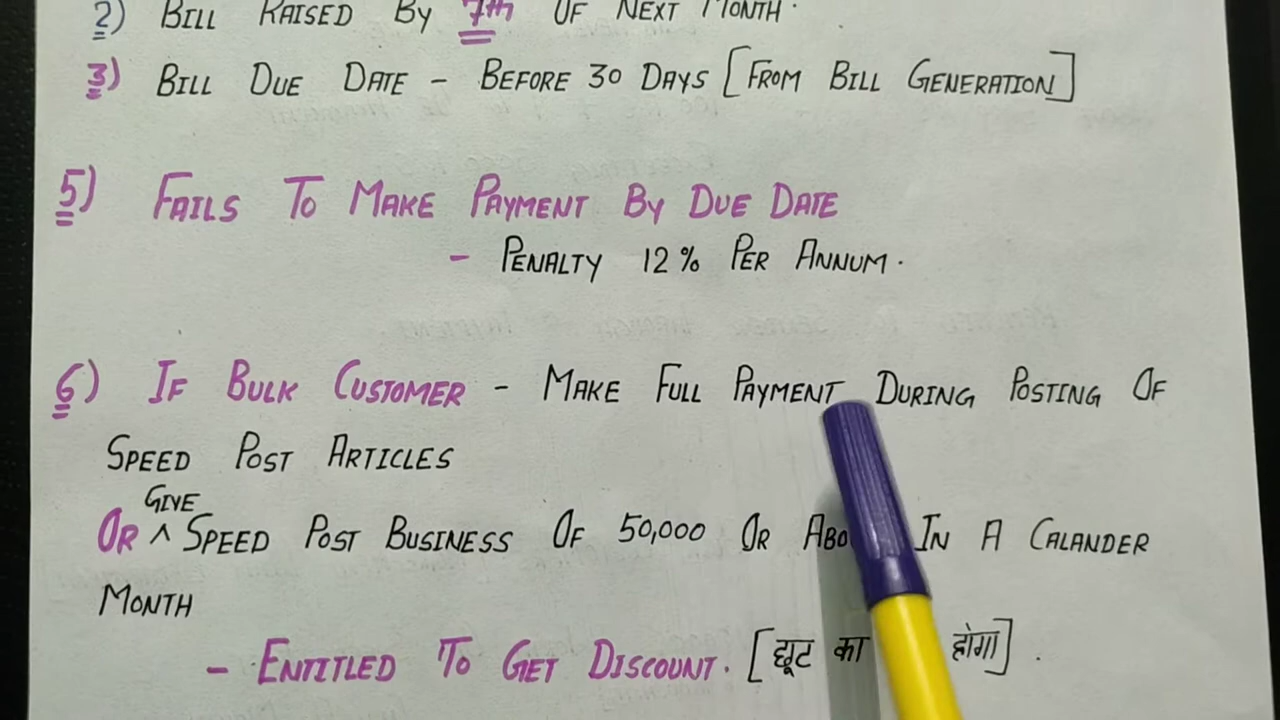 2) BILL RAISED BY 7th OF NEXT MONTH.
3) BILL DUE DATE - BEFORE 30 DAYS [FROM BILL GENERATION]
5) FAILS TO MAKE PAYMENT BY DUE DATE
- PENALTY 12% PER ANNUM.
6) IF BULK CUSTOMER - MAKE FULL PAYMENT DURING POSTING OF
SPEED POST ARTICLES
GIVE
OR ^ SPEED POST BUSINESS OF 50,000 OR IN A CALANDER
MONTH
- ENTITLED TO GET DISCOUNT. [छूट का होगा].